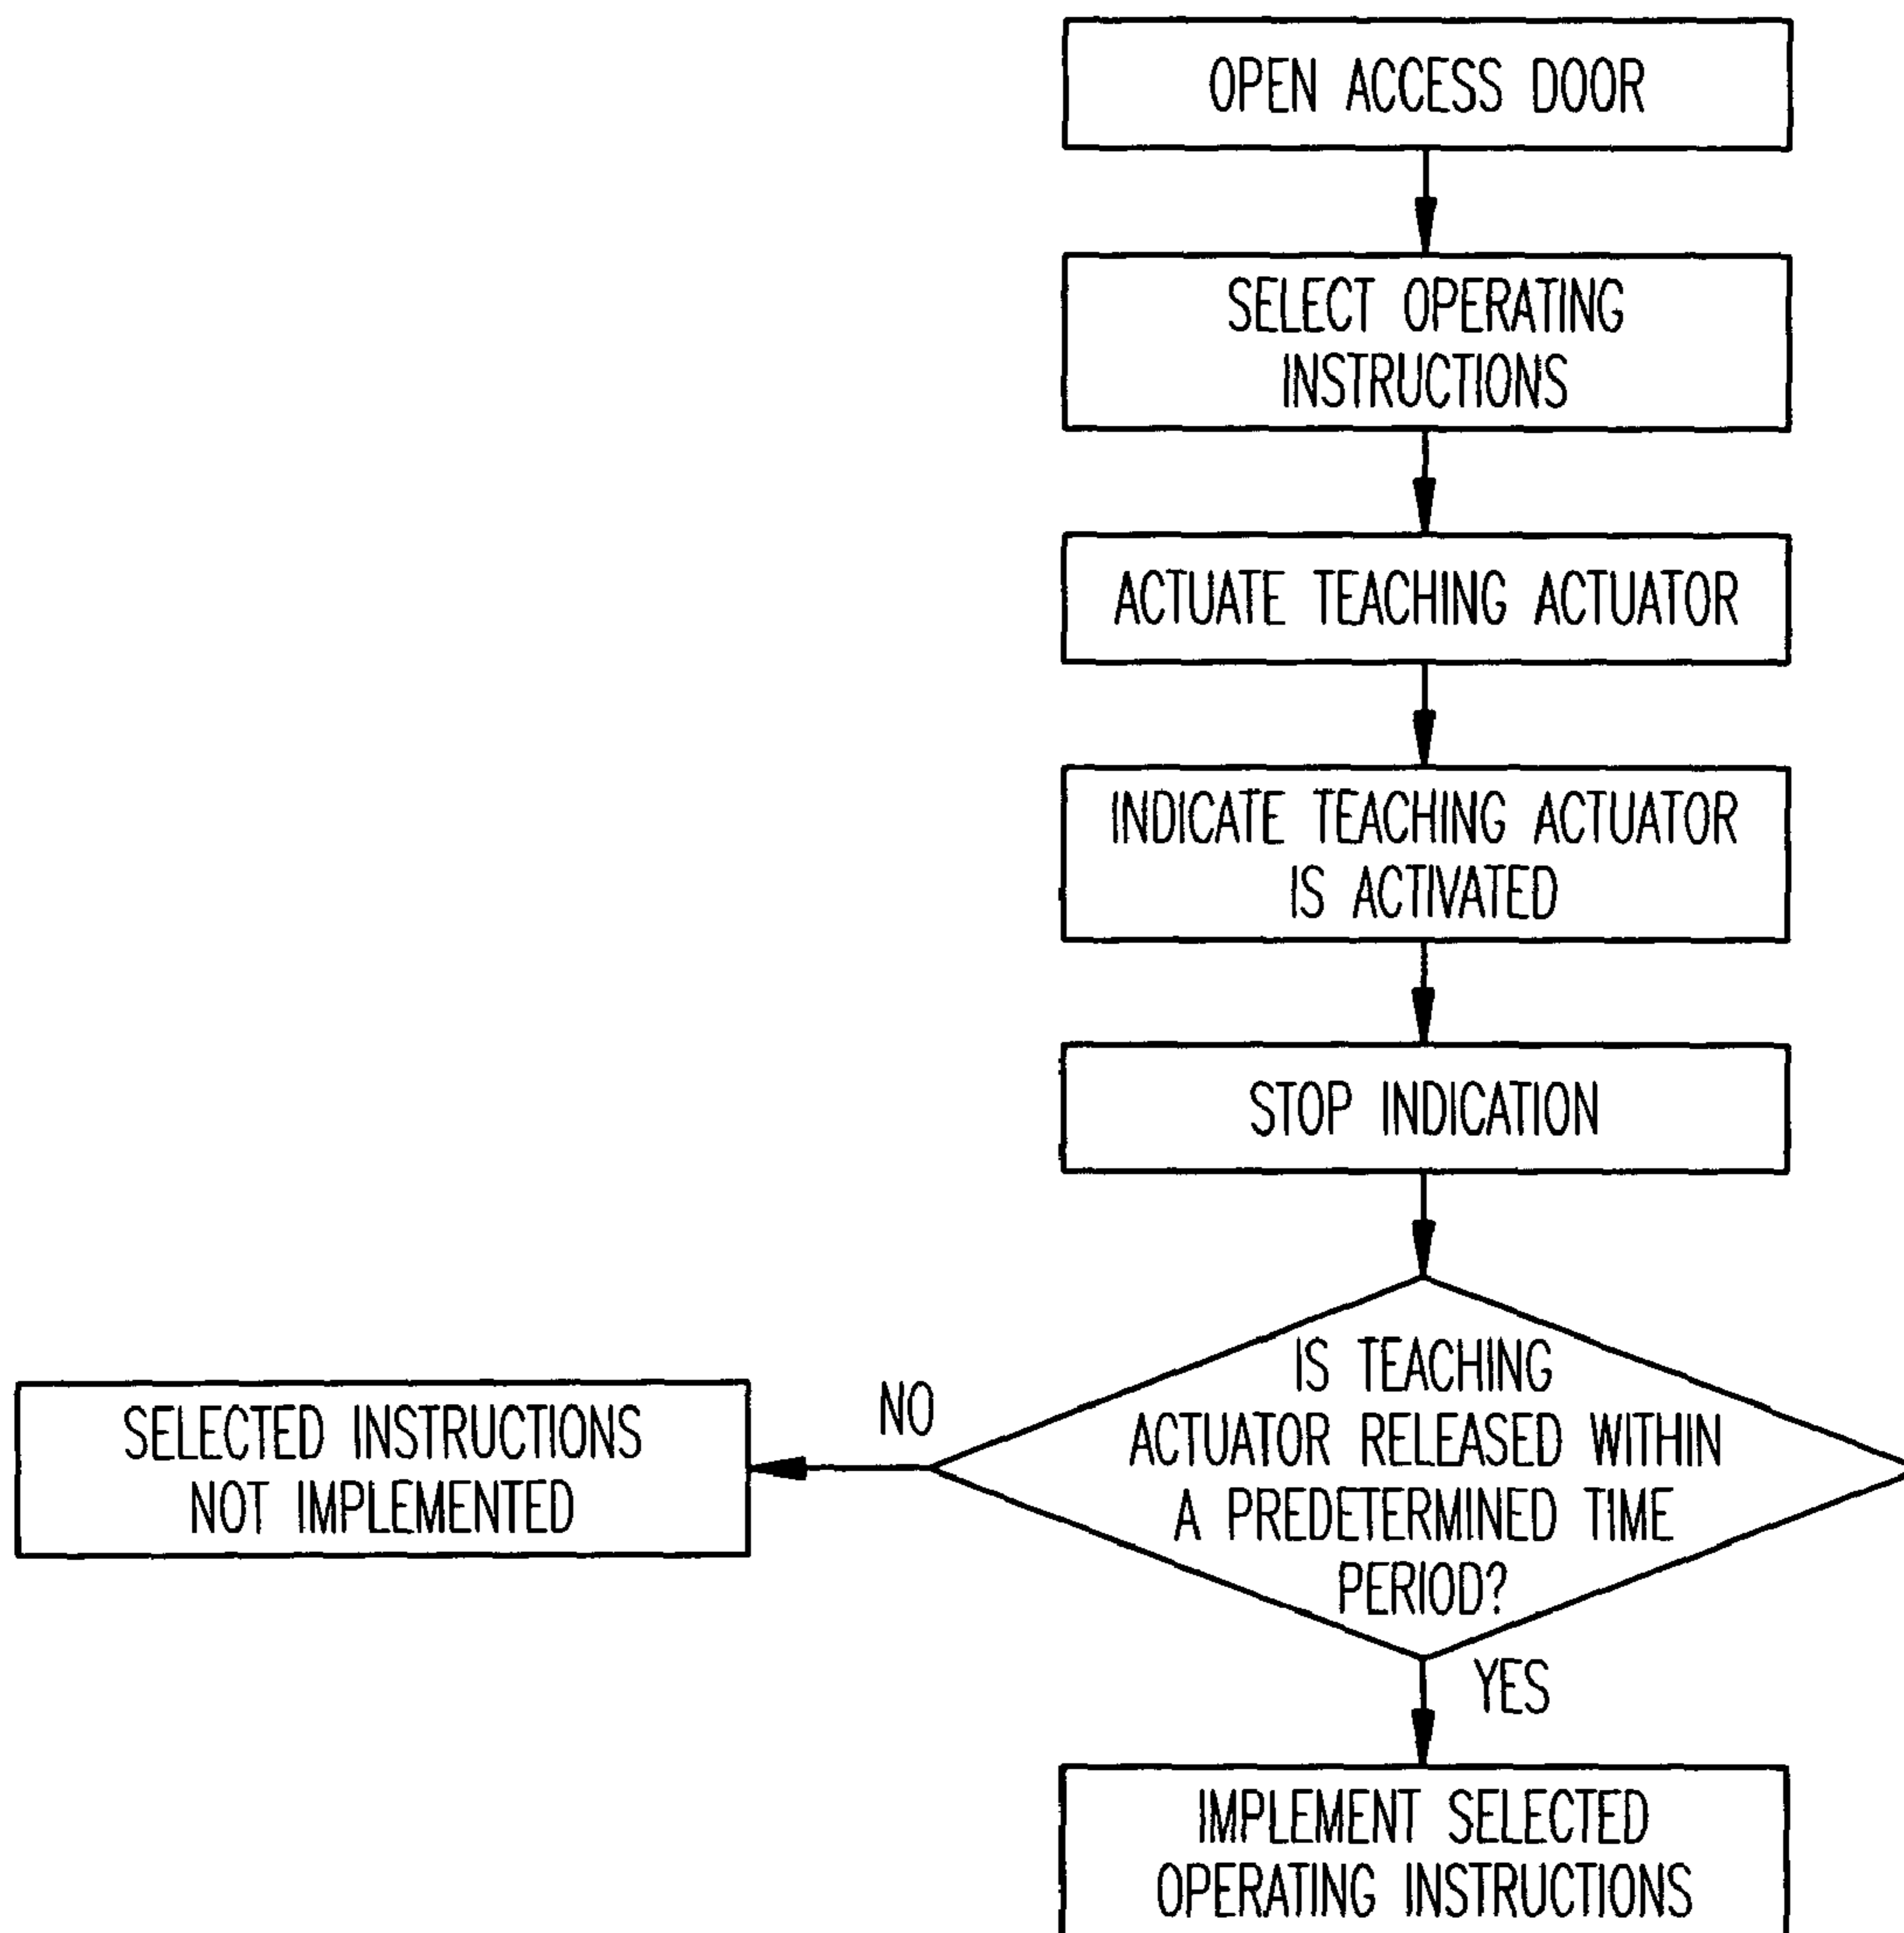 OPEN ACCESS DOOR
SELECT OPERATING
INSTRUCTIONS
ACTUATE TEACHING ACTUATOR
INDICATE TEACHING ACTUATOR
IS ACTIVATED
STOP INDICATION
IS TEACHING
ACTUATOR RELEASED WITHIN
A PREDETERMINED TIME
PERIOD?
NO
SELECTED INSTRUCTIONS
NOT IMPLEMENTED
YES
IMPLEMENT SELECTED
OPERATING INSTRUCTIONS